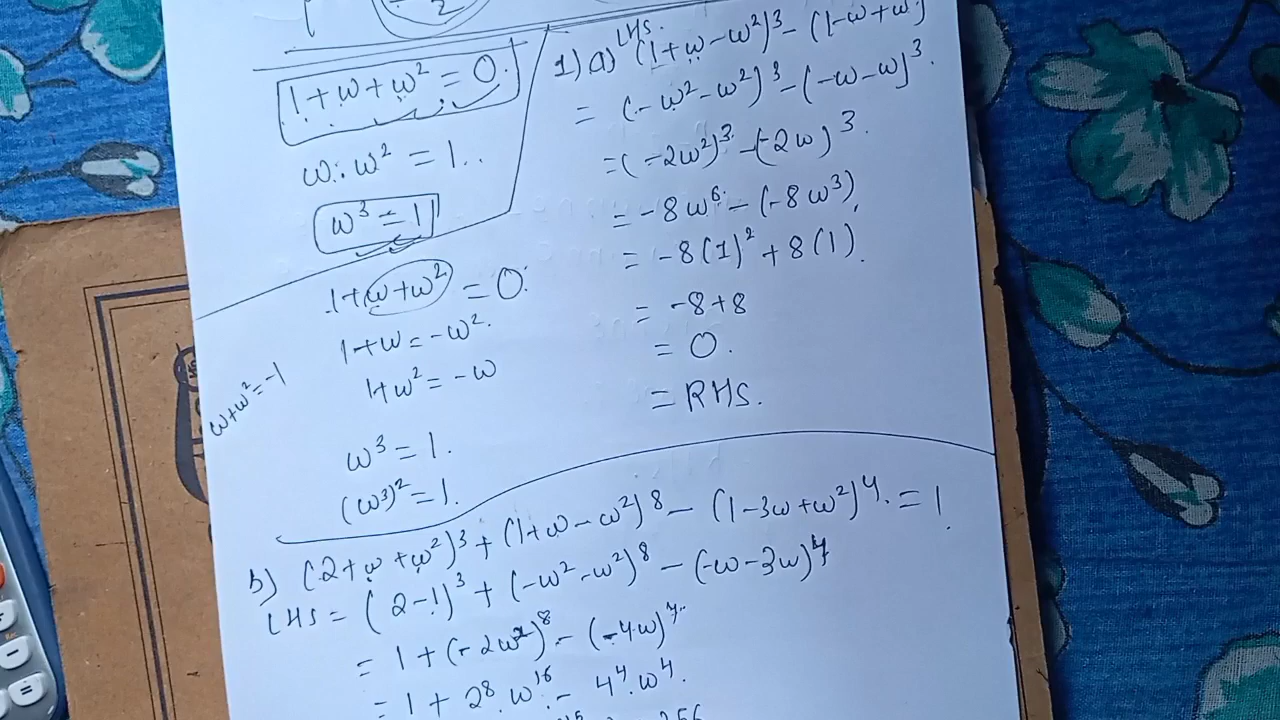 2
1+ω+ω² = 0.
ω.ω² = 1..
ω³ = 1
1+ω+ω² = 0.
1+ω = -ω².
1+ω² = -ω
ω+ω²=-1
ω³ = 1.
(ω³)² = 1.
1) a) LHS. (1+ω-ω²)³- (1-ω+ω
= (-ω²-ω²)³-(-ω-ω)³.
=(-2ω²)³-(-2ω)³.
= -8ω⁶-(-8ω³).
= -8(1)²+8(1).
= -8+8
= 0.
= RHS.
b) (2+ω+ω²)³+(1+ω-ω²)8- (1-3ω+ω²)4. = 1.
LHS = (2-1)³+(-ω²-ω²)8-(-ω-3ω)4
= 1+(-2ω²)8- (-4ω)4.
= 1+ 2⁸.ω¹⁶- 4⁴.ω⁴.
256